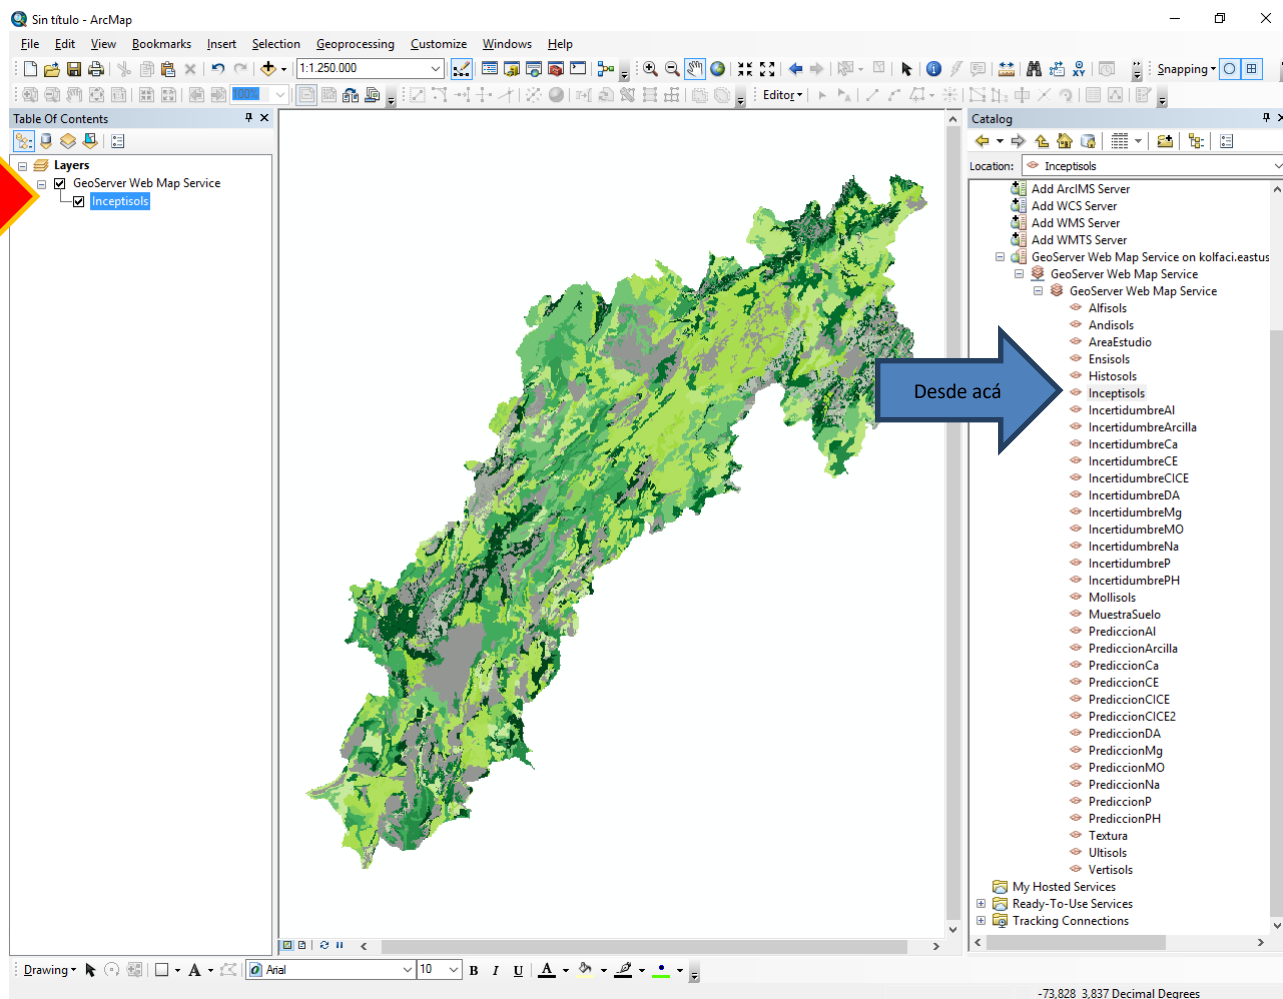 Sin título - ArcMap
File Edit View Bookmarks Insert Selection Geoprocessing Customize Windows Help
1:1.250.000
Snapping
100%
Editor
Table Of Contents
Layers
GeoServer Web Map Service
Inceptisols
Desde acá
Catalog
Location: Inceptisols
Add ArcIMS Server
Add WCS Server
Add WMS Server
Add WMTS Server
GeoServer Web Map Service on kolfaci.eastus
GeoServer Web Map Service
GeoServer Web Map Service
Alfisols
Andisols
AreaEstudio
Ensisols
Histosols
Inceptisols
IncertidumbreAl
IncertidumbreArcilla
IncertidumbreCa
IncertidumbreCE
IncertidumbreCICE
IncertidumbreDA
IncertidumbreMg
IncertidumbreMO
IncertidumbreNa
IncertidumbreP
IncertidumbrePH
Mollisols
MuestraSuelo
PrediccionAl
PrediccionArcilla
PrediccionCa
PrediccionCE
PrediccionCICE
PrediccionCICE2
PrediccionDA
PrediccionMg
PrediccionMO
PrediccionNa
PrediccionP
PrediccionPH
Textura
Ultisols
Vertisols
My Hosted Services
Ready-To-Use Services
Tracking Connections
Drawing A Arial 10 B I U A
-73,828 3,837 Decimal Degrees